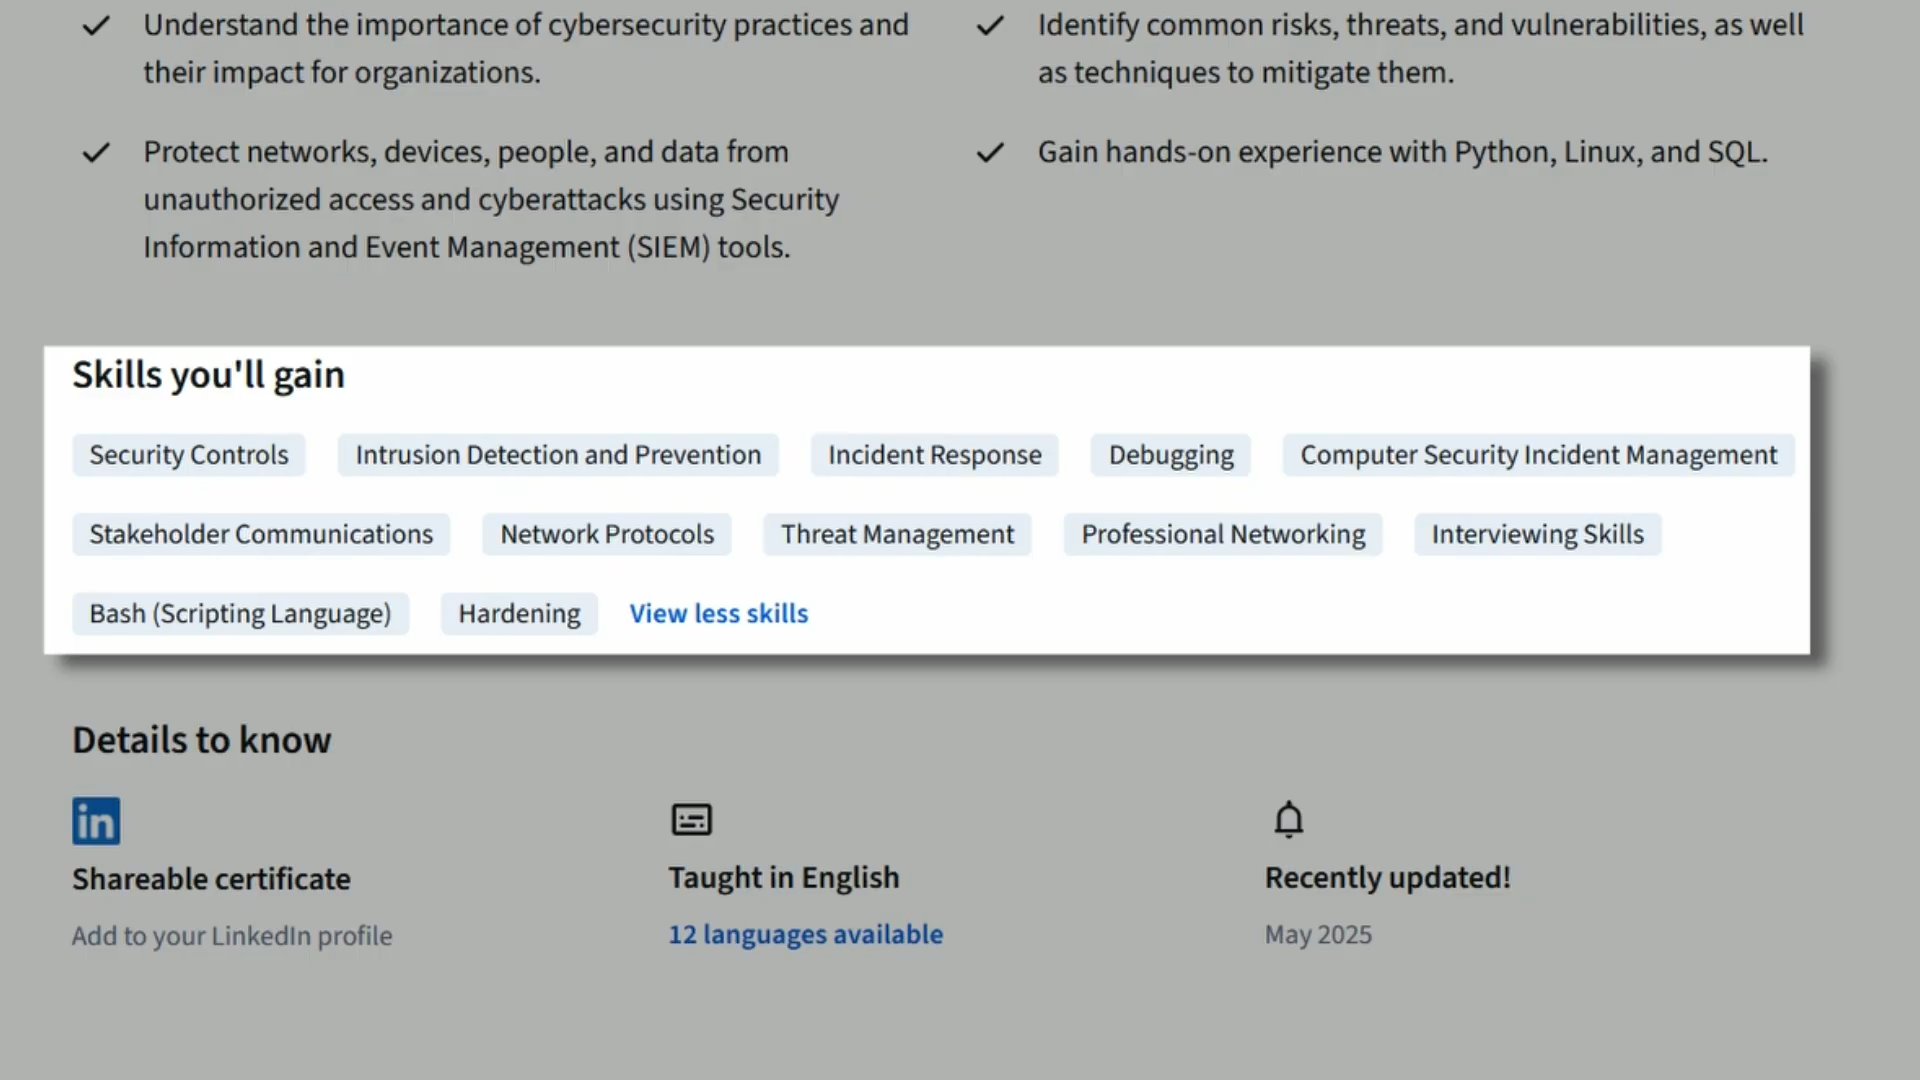 Understand the importance of cybersecurity practices and
their impact for organizations.
Identify common risks, threats, and vulnerabilities, as well
as techniques to mitigate them.
Protect networks, devices, people, and data from
unauthorized access and cyberattacks using Security
Information and Event Management (SIEM) tools.
Gain hands-on experience with Python, Linux, and SQL.
Skills you'll gain
Security Controls Intrusion Detection and Prevention Incident Response Debugging Computer Security Incident Management
Stakeholder Communications Network Protocols Threat Management Professional Networking Interviewing Skills
Bash (Scripting Language) Hardening View less skills
Details to know
in
Shareable certificate
Add to your LinkedIn profile
Taught in English
12 languages available
Recently updated!
May 2025